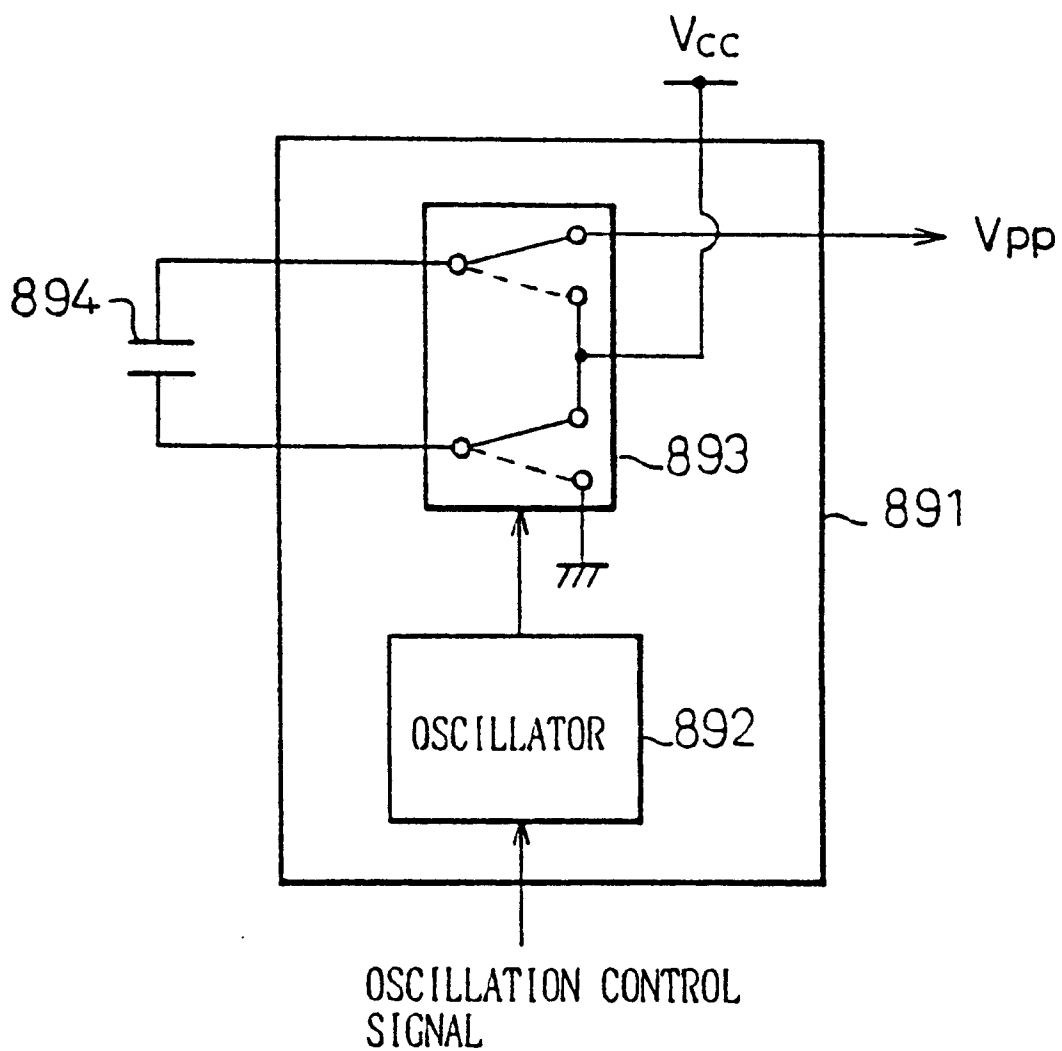 Vcc
Vpp
894
893
891
OSCILLATOR
892
OSCILLATION CONTROL
SIGNAL